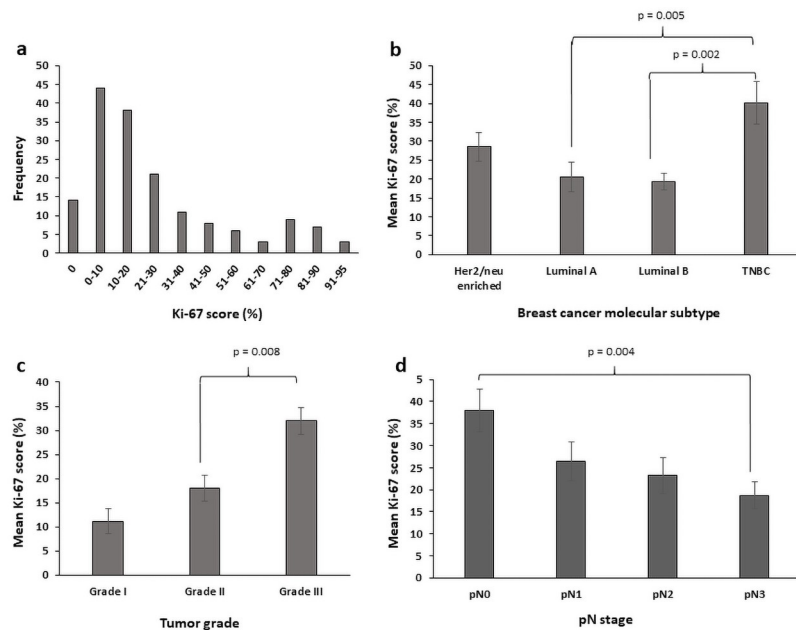 a
Frequency
50
45
40
35
30
25
20
15
10
5
0
0
0-10
10-20
21-30
31-40
41-50
51-60
61-70
71-80
81-90
91-95
Ki-67 score (%)
b
p = 0.005
p = 0.002
Mean Ki-67 score (%)
50
45
40
35
30
25
20
15
10
5
0
Her2/neu
enriched
Luminal A
Luminal B
TNBC
Breast cancer molecular subtype
c
p = 0.008
Mean Ki-67 score (%)
40
35
30
25
20
15
10
5
0
Grade I
Grade II
Grade III
Tumor grade
d
p = 0.004
Mean Ki-67 score (%)
5
40
35
30
25
20
15
10
5
0
pN0
pN1
pN2
pN3
pN stage